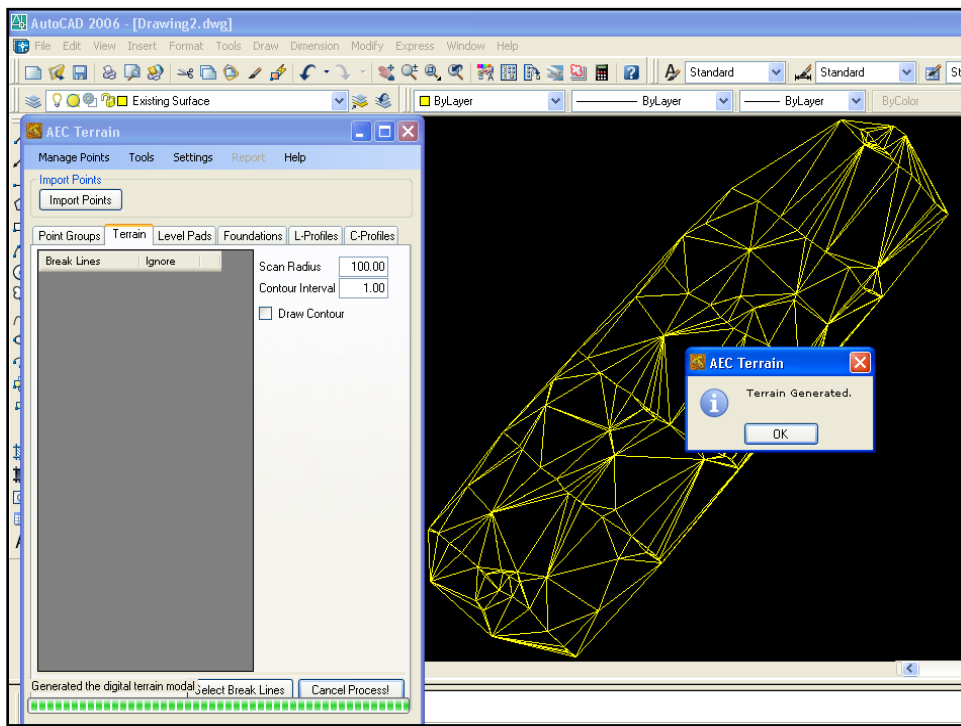 AutoCAD 2006 - [Drawing2.dwg]
File Edit View Insert Format Tools Draw Dimension Modify Express Window Help
Standard Standard St
Existing Surface ByLayer ByLayer ByLayer ByColor
AEC Terrain
Manage Points Tools Settings Report Help
Import Points
Import Points
Point Groups Terrain Level Pads Foundations L-Profiles C-Profiles
Break Lines Ignore
Scan Radius 100.00
Contour Interval 1.00
Draw Contour
AEC Terrain
Terrain Generated.
OK
Generated the digital terrain modal Select Break Lines Cancel Process!